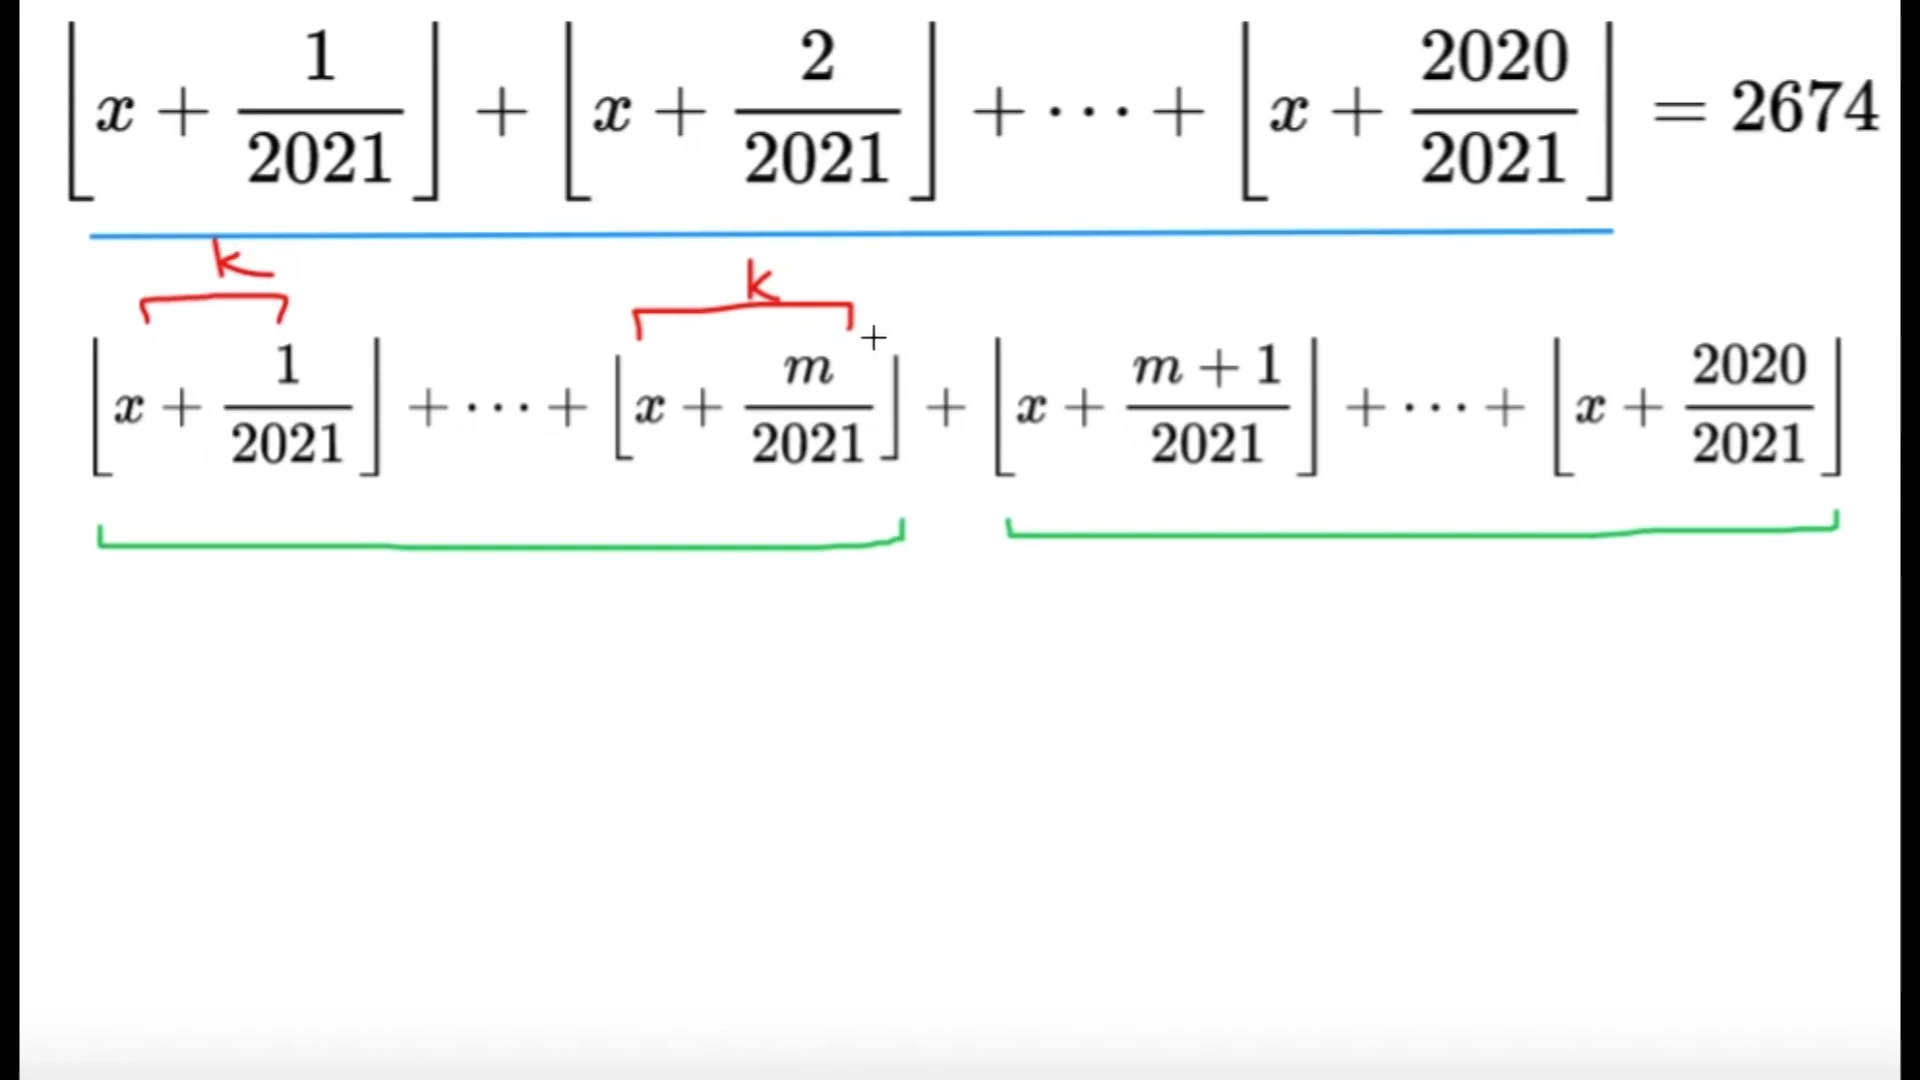 ⌊x + 1/2021⌋ + ⌊x + 2/2021⌋ + ⋯ + ⌊x + 2020/2021⌋ = 2674
k k
⌊x + 1/2021⌋ + ⋯ + ⌊x + m/2021⌋ + ⌊x + (m + 1)/2021⌋ + ⋯ + ⌊x + 2020/2021⌋